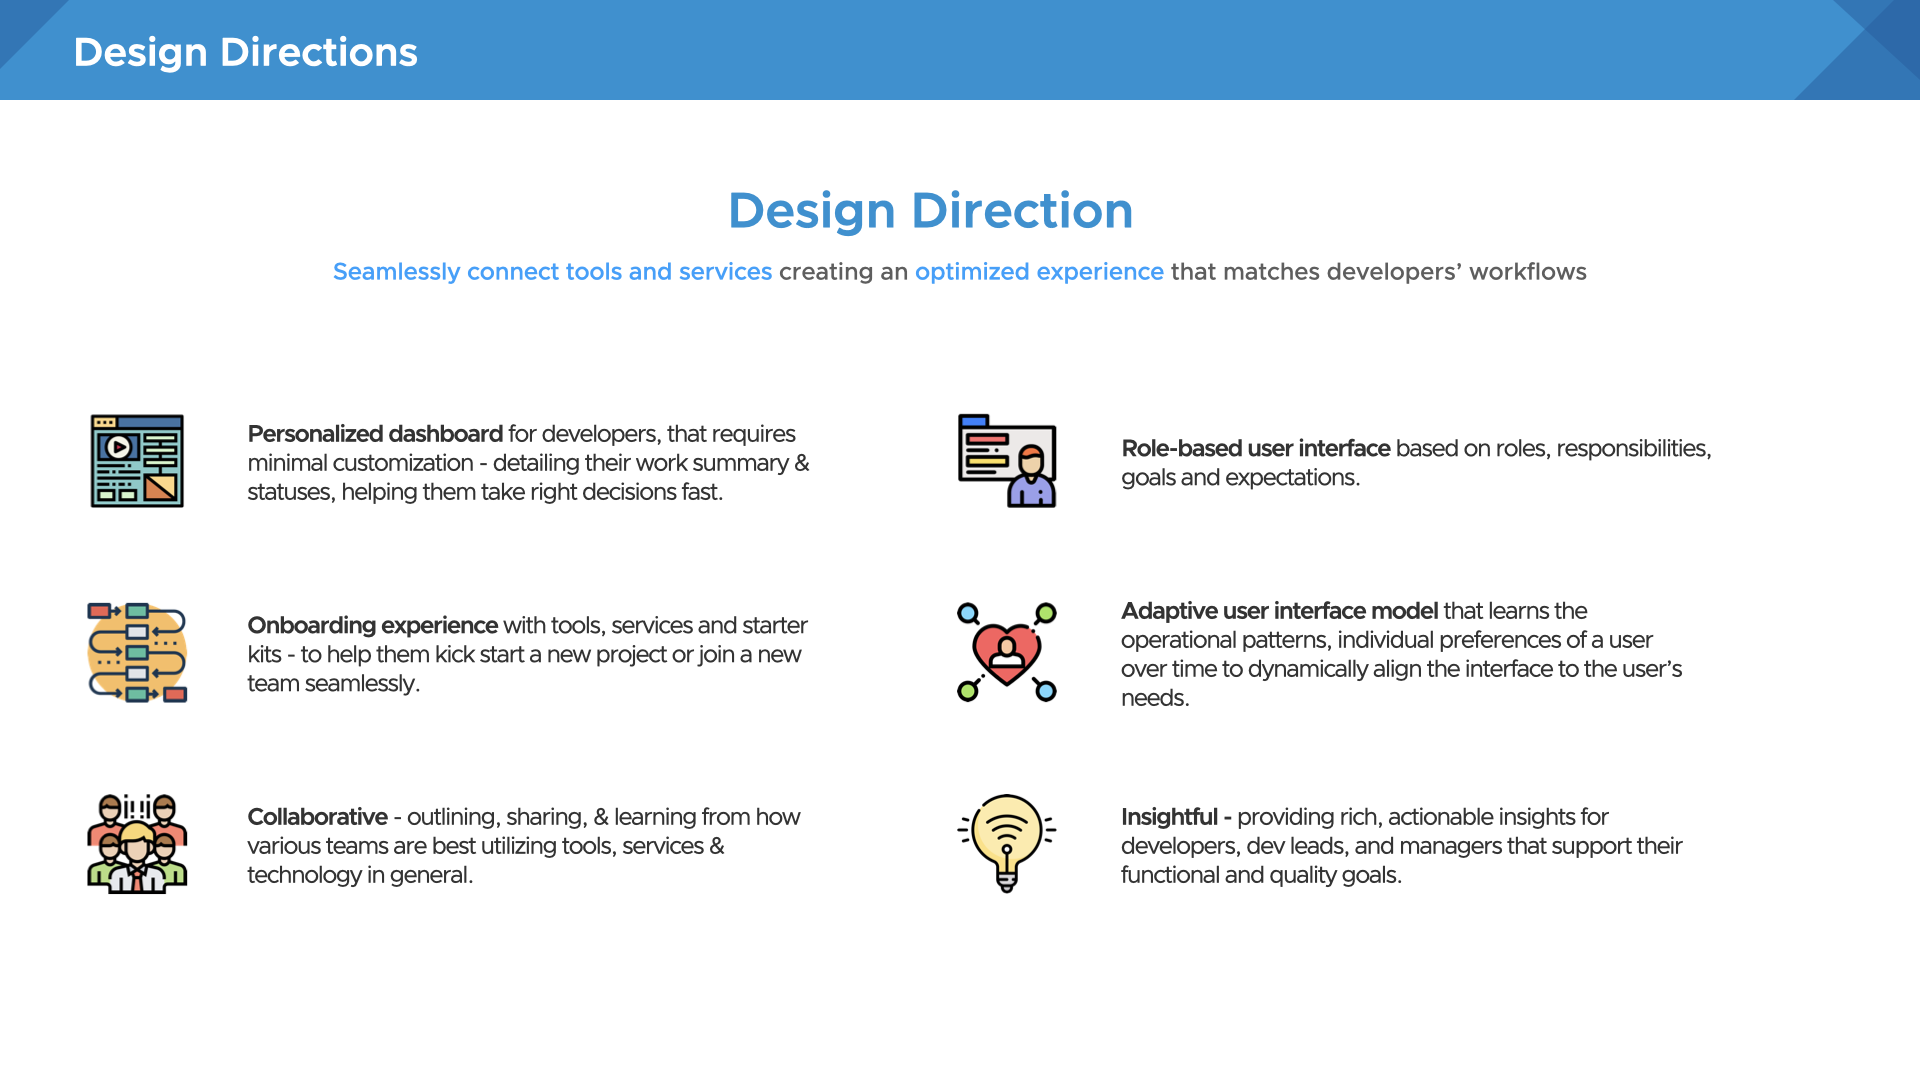 Design Directions
Design Direction
Seamlessly connect tools and services creating an optimized experience that matches developers’ workflows
Personalized dashboard for developers, that requires
minimal customization - detailing their work summary &
statuses, helping them take right decisions fast.
Role-based user interface based on roles, responsibilities,
goals and expectations.
Onboarding experience with tools, services and starter
kits - to help them kick start a new project or join a new
team seamlessly.
Adaptive user interface model that learns the
operational patterns, individual preferences of a user
over time to dynamically align the interface to the user’s
needs.
Collaborative - outlining, sharing, & learning from how
various teams are best utilizing tools, services &
technology in general.
Insightful - providing rich, actionable insights for
developers, dev leads, and managers that support their
functional and quality goals.